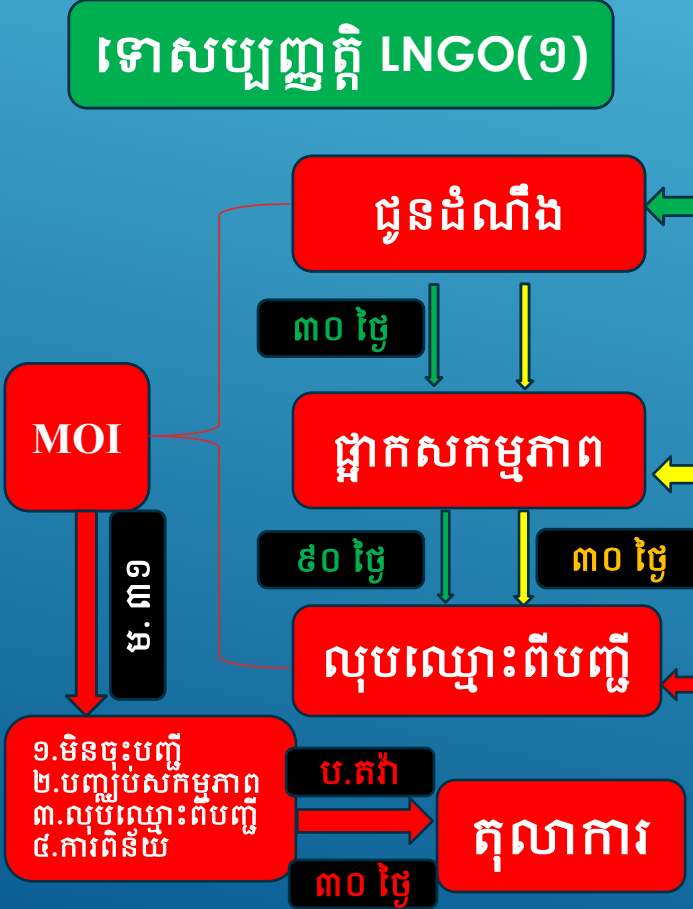 ទោសប្បញ្ញត្តិ LNGO(១)
ជូនដំណឹង
៣០ ថ្ងៃ
MOI
ផ្អាកសកម្មភាព
ម. ៣១
៩០ ថ្ងៃ
៣០ ថ្ងៃ
លុបឈ្មោះពីបញ្ជី
១.មិនចុះបញ្ជី
២.បញ្ឈប់សកម្មភាព
៣.លុបឈ្មោះពីបញ្ជី
៤.ការពិន័យ
ប.តវ៉ា
តុលាការ
៣០ ថ្ងៃ